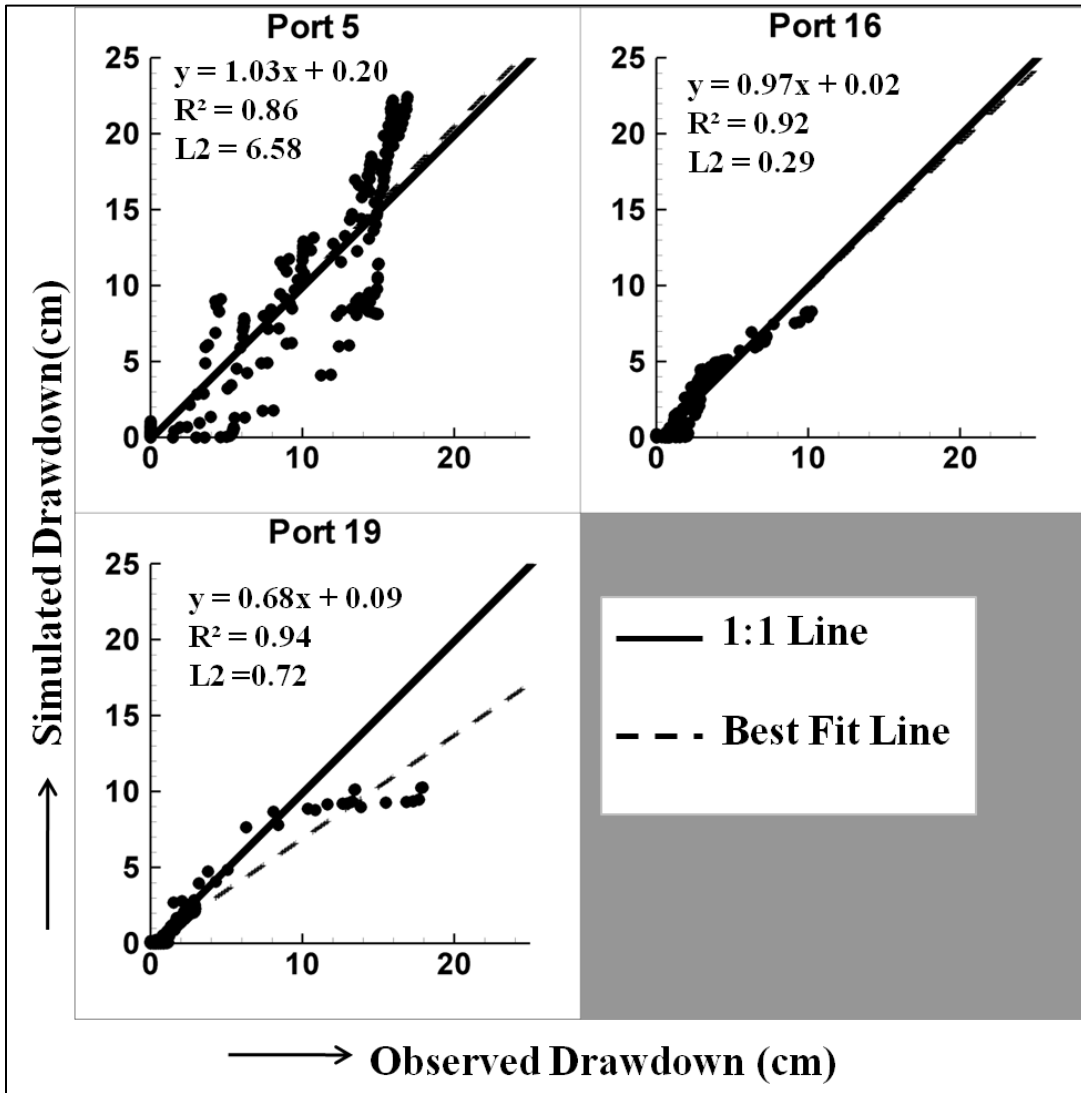 Port 5
y = 1.03x + 0.20
R² = 0.86
L2 = 6.58
25
20
15
10
5
0
0 10 20
Port 16
y = 0.97x + 0.02
R² = 0.92
L2 = 0.29
25
20
15
10
5
0
0 10 20
Port 19
y = 0.68x + 0.09
R² = 0.94
L2 =0.72
25
20
15
10
5
0
0 10 20
1:1 Line
Best Fit Line
Simulated Drawdown(cm)
Observed Drawdown (cm)